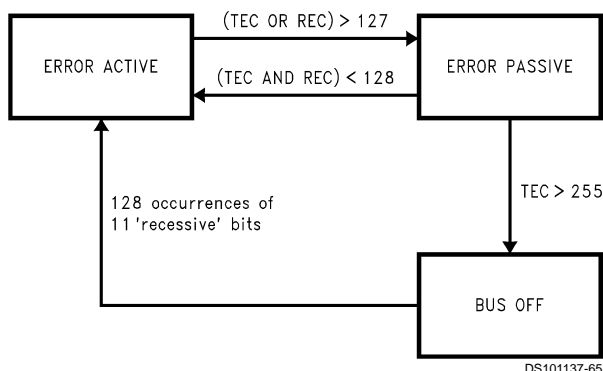 (TEC OR REC) > 127
ERROR ACTIVE
ERROR PASSIVE
(TEC AND REC) < 128
TEC > 255
128 occurrences of
11 'recessive' bits
BUS OFF
DS101137-65